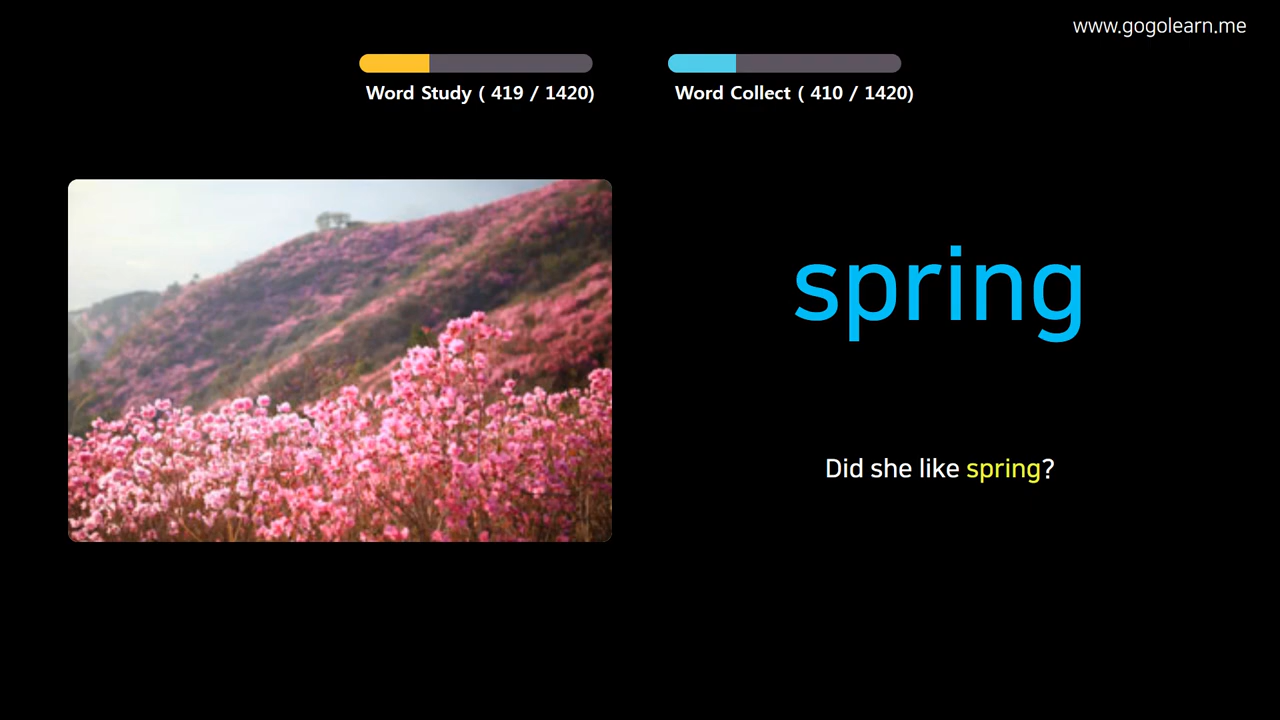 www.gogolearn.me
Word Study ( 419 / 1420)
Word Collect ( 410 / 1420)
spring
Did she like spring?